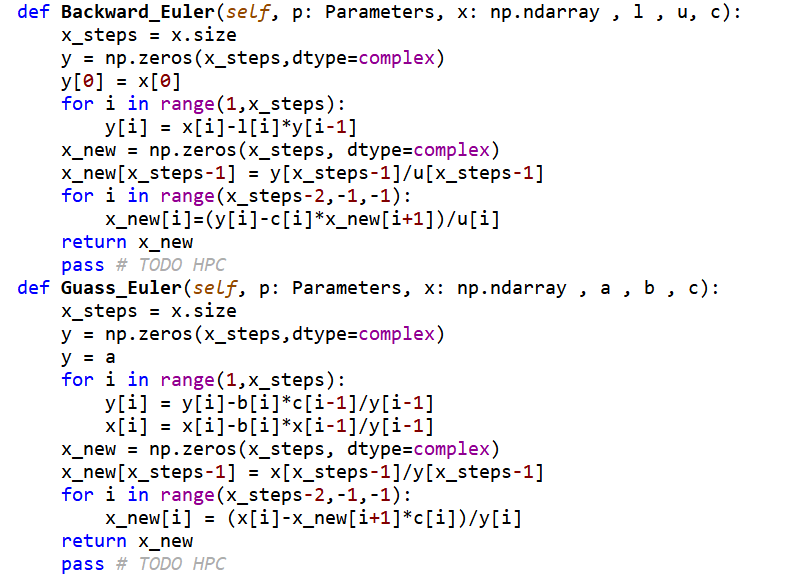 def Backward_Euler(self, p: Parameters, x: np.ndarray , l , u, c):
    x_steps = x.size
    y = np.zeros(x_steps,dtype=complex)
    y[0] = x[0]
    for i in range(1,x_steps):
        y[i] = x[i]-l[i]*y[i-1]
    x_new = np.zeros(x_steps, dtype=complex)
    x_new[x_steps-1] = y[x_steps-1]/u[x_steps-1]
    for i in range(x_steps-2,-1,-1):
        x_new[i]=(y[i]-c[i]*x_new[i+1])/u[i]
    return x_new
    pass # TODO HPC
def Guass_Euler(self, p: Parameters, x: np.ndarray , a , b , c):
    x_steps = x.size
    y = np.zeros(x_steps,dtype=complex)
    y = a
    for i in range(1,x_steps):
        y[i] = y[i]-b[i]*c[i-1]/y[i-1]
        x[i] = x[i]-b[i]*x[i-1]/y[i-1]
    x_new = np.zeros(x_steps, dtype=complex)
    x_new[x_steps-1] = x[x_steps-1]/y[x_steps-1]
    for i in range(x_steps-2,-1,-1):
        x_new[i] = (x[i]-x_new[i+1]*c[i])/y[i]
    return x_new
    pass # TODO HPC